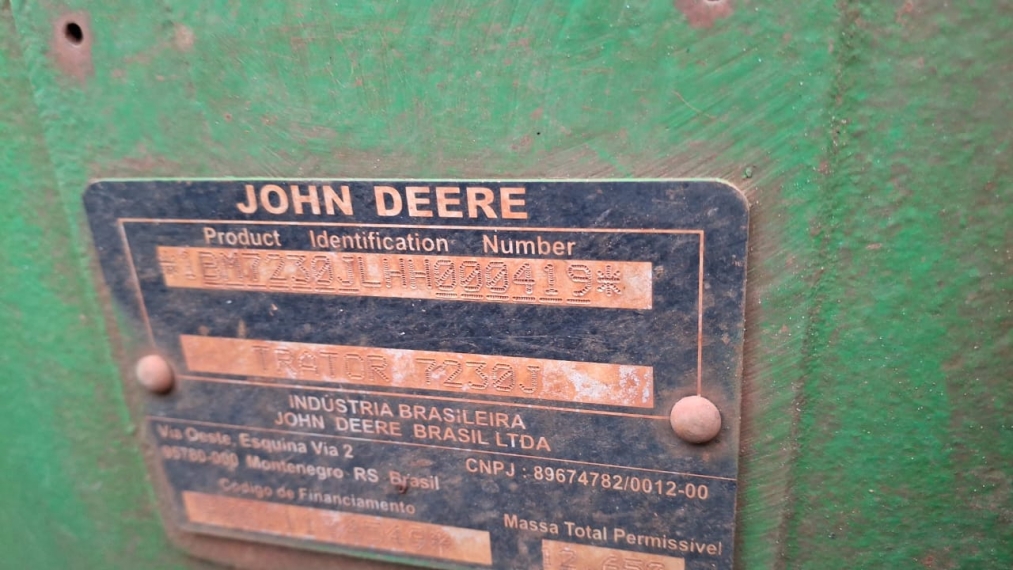 JOHN DEERE
Product Identification Number
*1BM7230JLHH000419*
TRATOR 7230J
INDÚSTRIA BRASILEIRA
JOHN DEERE BRASIL LTDA
Via Oeste, Esquina Via 2
95780-000 Montenegro RS Brasil
CNPJ : 89674782/0012-00
Código de Financiamento
Massa Total Permissível